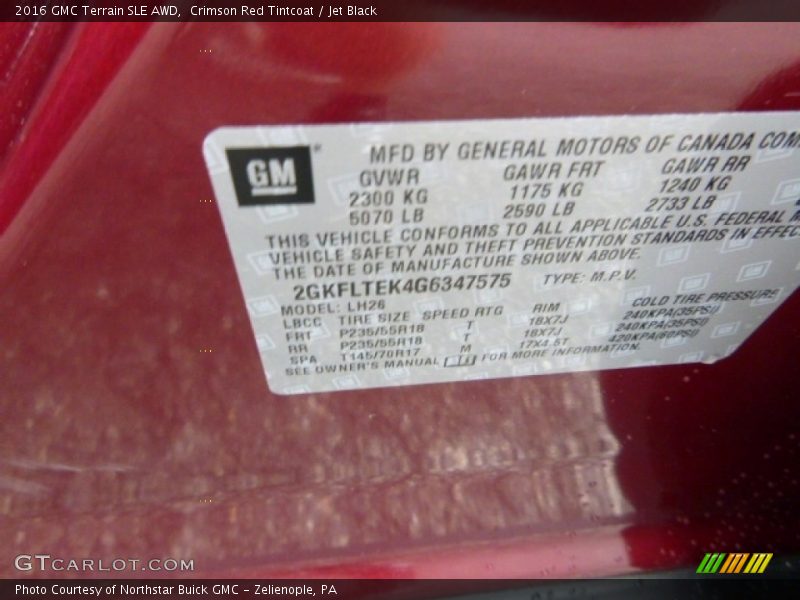 2016 GMC Terrain SLE AWD,  Crimson Red Tintcoat / Jet Black
GM
MFD BY GENERAL MOTORS OF CANADA COM
GVWR GAWR FRT GAWR RR
2300 KG 1175 KG 1240 KG
5070 LB 2590 LB 2733 LB
THIS VEHICLE CONFORMS TO ALL APPLICABLE U.S. FEDERAL M
VEHICLE SAFETY AND THEFT PREVENTION STANDARDS IN EFFEC
THE DATE OF MANUFACTURE SHOWN ABOVE.
2GKFLTEK4G6347575 TYPE: M.P.V.
MODEL: LH26
LBCC TIRE SIZE SPEED RTG RIM COLD TIRE PRESSURE
FRT P235/55R18 T 18X7J 240KPA(35PSI)
RR P235/55R18 T 18X7J 240KPA(35PSI)
SPA T145/70R17 M 17X4.5T 420KPA(60PSI)
SEE OWNER'S MANUAL FOR MORE INFORMATION.
GTCARLOT.COM
Photo Courtesy of Northstar Buick GMC – Zelienople, PA